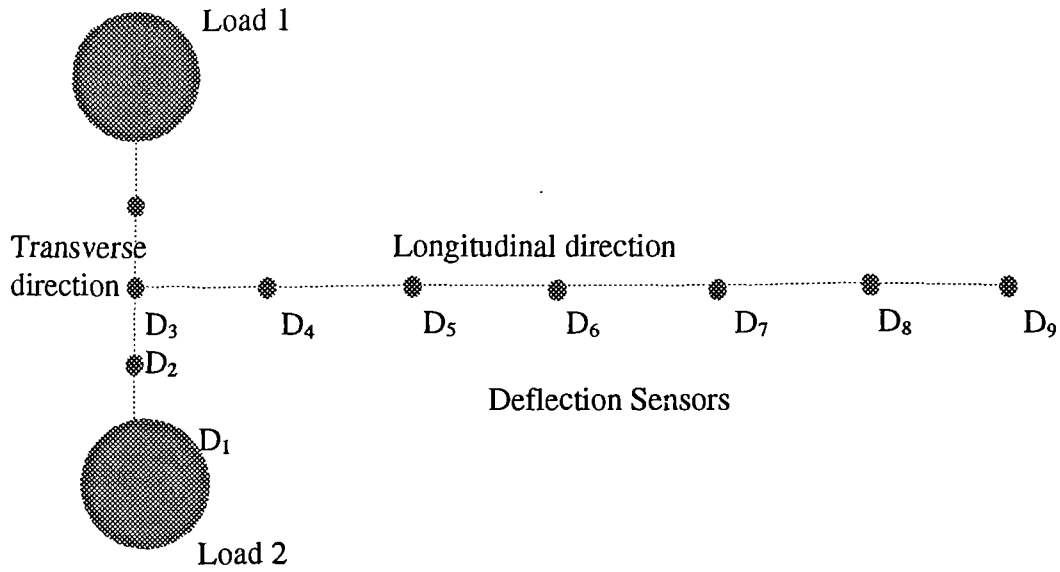 Load 1
Transverse
direction
Longitudinal direction
D₃
D₄
D₅
D₆
D₇
D₈
D₉
D₂
Deflection Sensors
D₁
Load 2